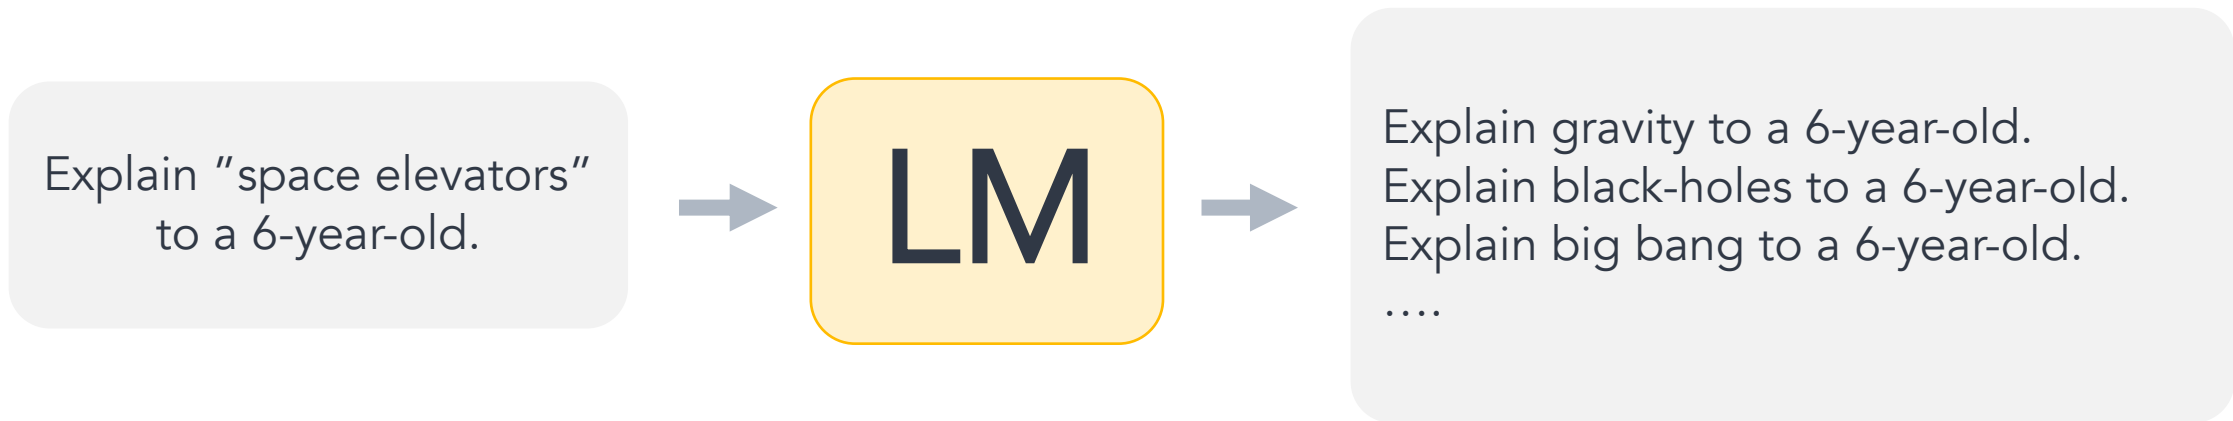 Explain “space elevators”
to a 6-year-old.
LM
Explain gravity to a 6-year-old.
Explain black-holes to a 6-year-old.
Explain big bang to a 6-year-old.
….